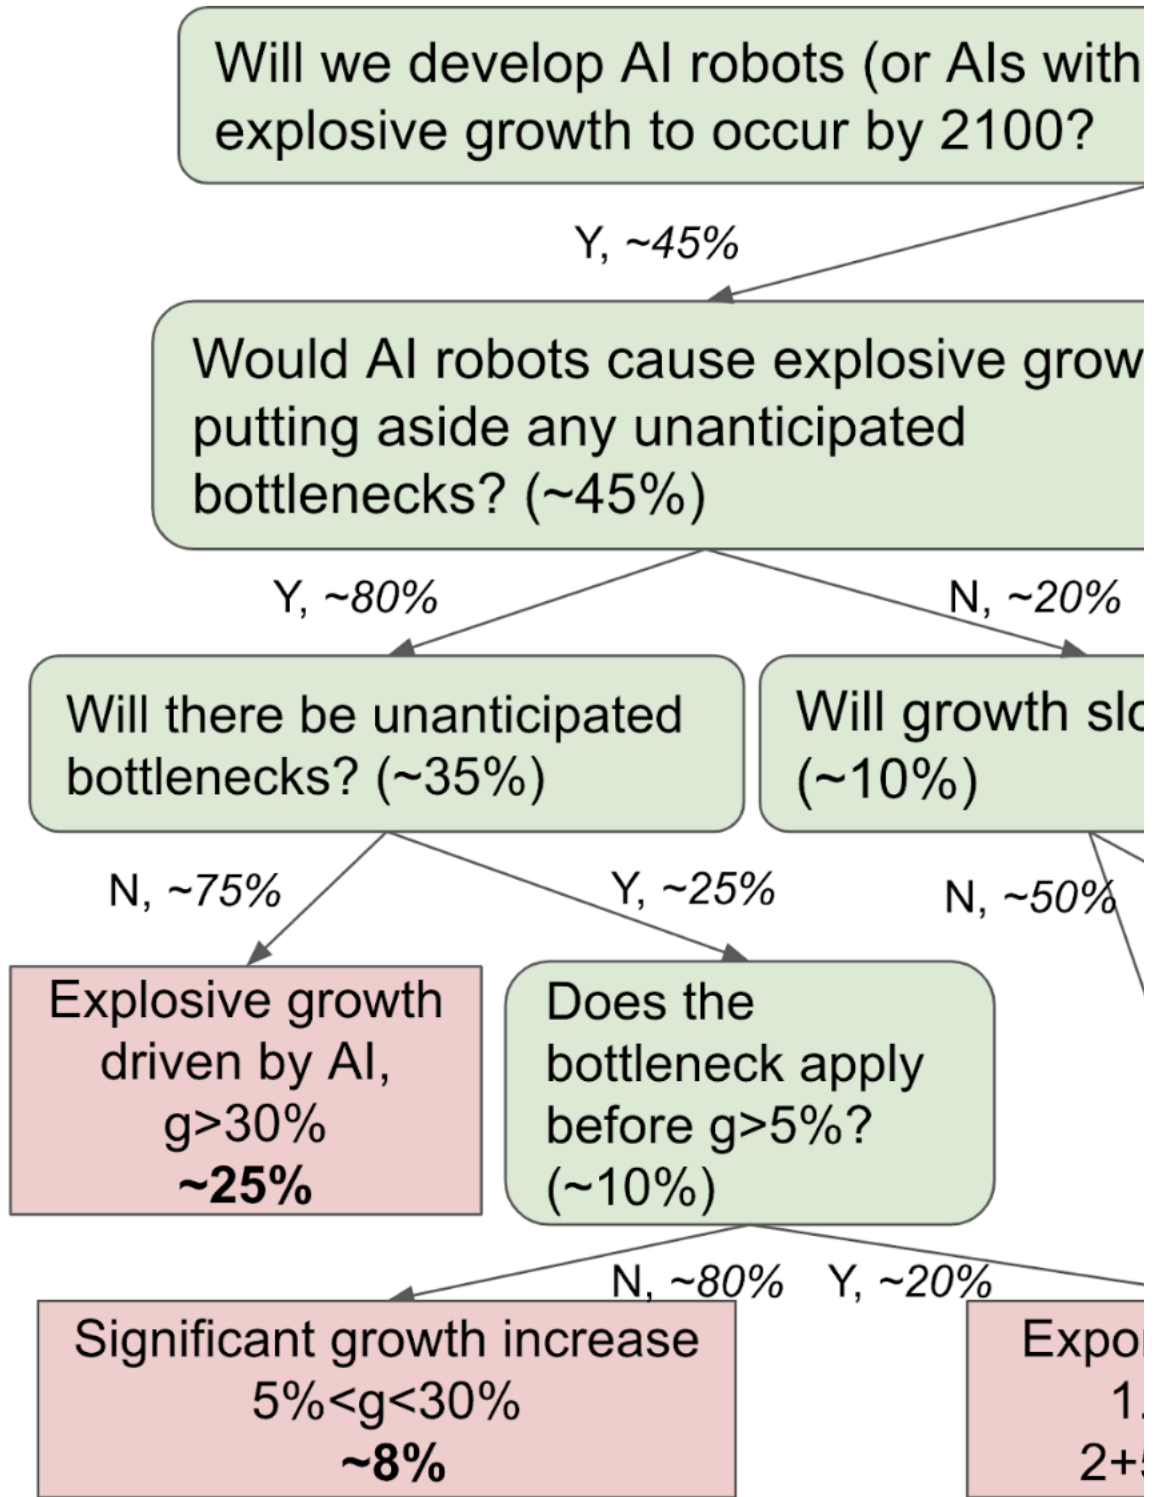 Will we develop AI robots (or AIs with
explosive growth to occur by 2100?
Y, ~45%
Would AI robots cause explosive
putting aside any unanticipated
bottlenecks? (~45%)
Y, ~80%
N, ~20%
Will there be unanticipated
bottlenecks? (~35%)
Will growth
(~10%)
N, ~75%
Y, ~25%
N, ~50%
Explosive growth
driven by AI,
g>30%
~25%
Does the
bottleneck apply
before g>5%?
(~10%)
N, ~80%
Y, ~20%
Significant growth increase
5%<g<30%
~8%